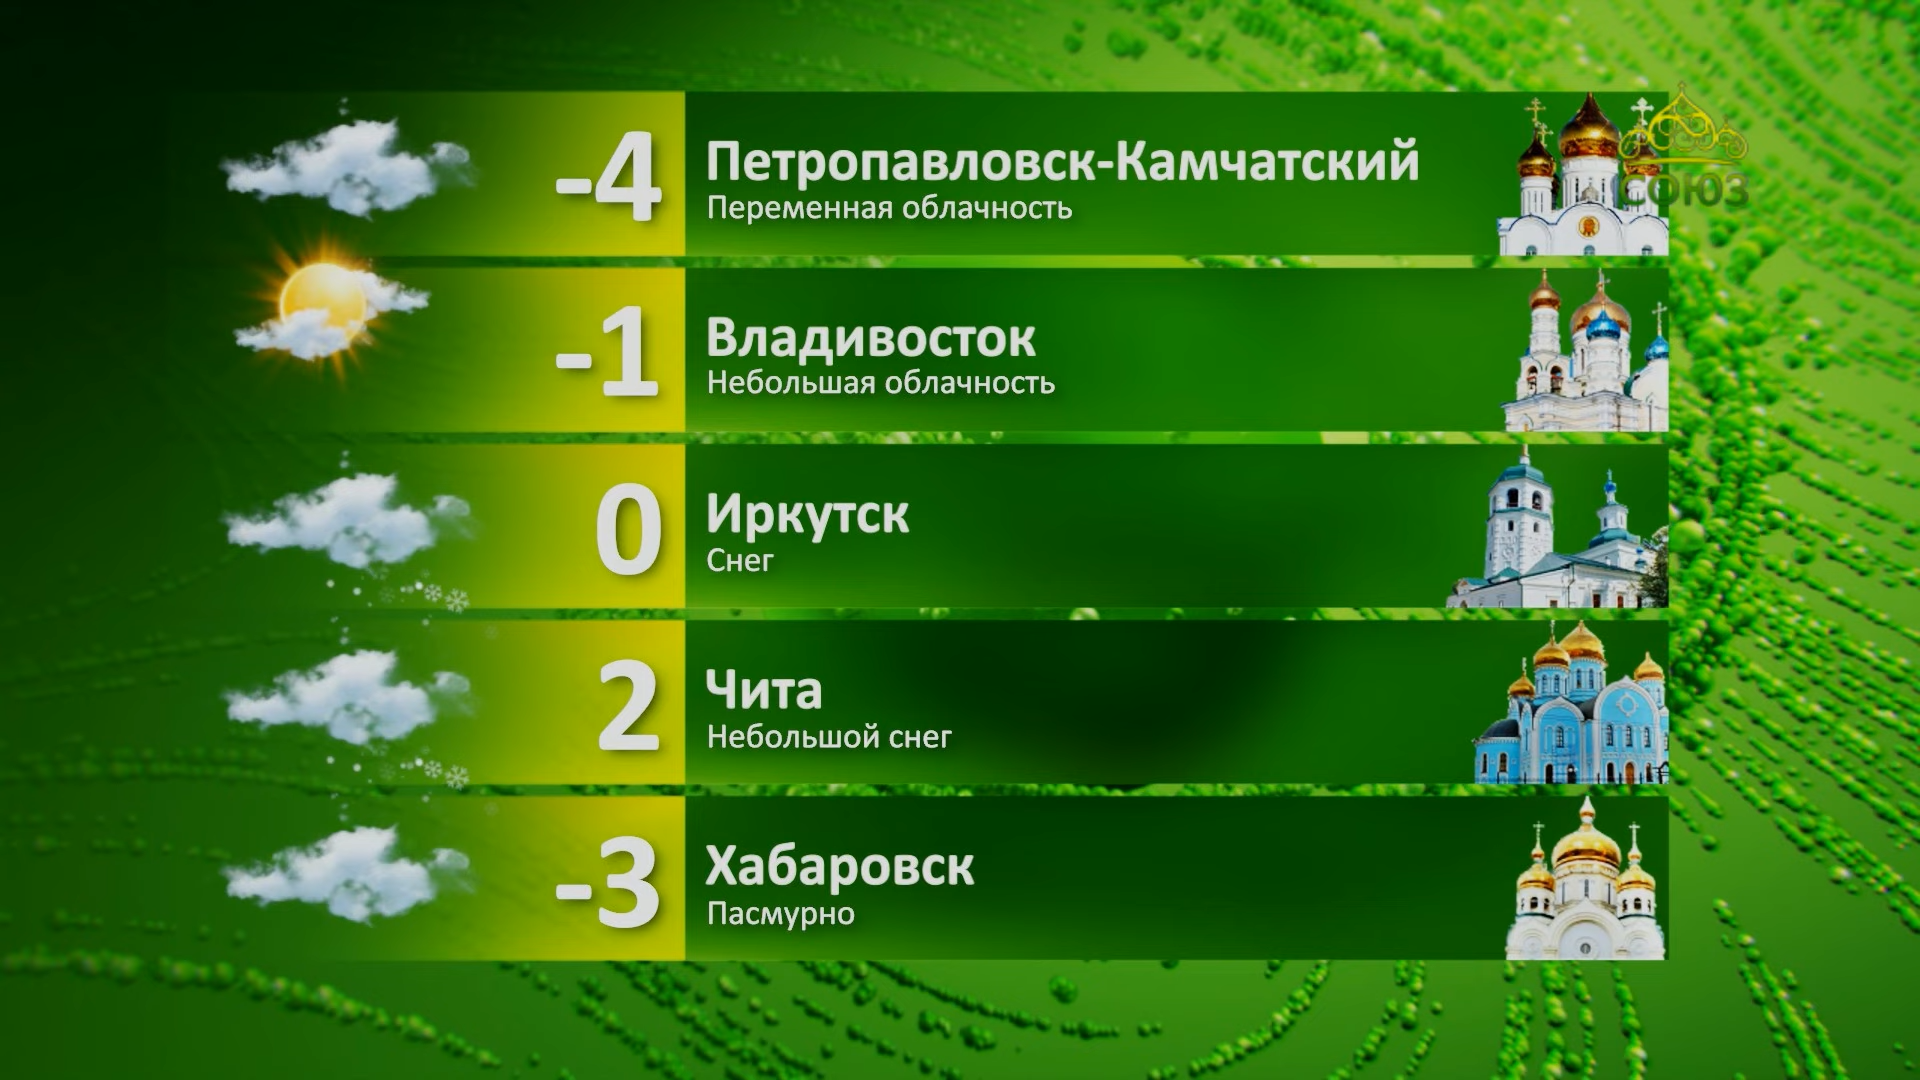 -4
Петропавловск-Камчатский
Переменная облачность
СОЮЗ
-1
Владивосток
Небольшая облачность
0
Иркутск
Снег
2
Чита
Небольшой снег
-3
Хабаровск
Пасмурно